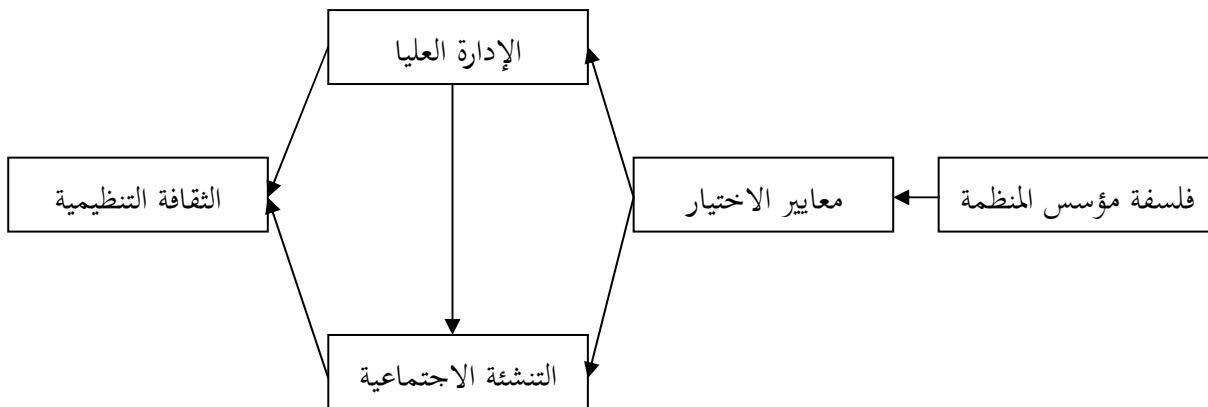 الإدارة العليا
فلسفة مؤسس المنظمة
معايير الاختيار
الثقافة التنظيمية
التنشئة الاجتماعية